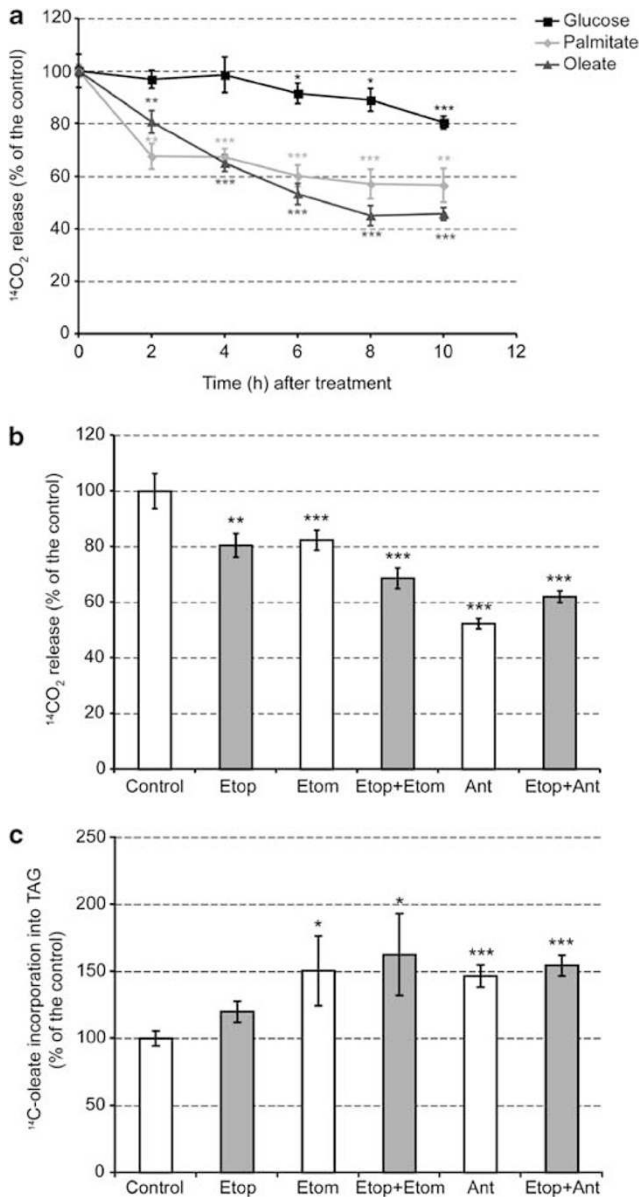 a
Glucose
Palmitate
Oleate
¹⁴CO₂ release (% of the control)
120
100
80
60
40
20
0
* * ***
** *** *** *** **
** *** *** *** ***
0 2 4 6 8 10 12
Time (h) after treatment
b
¹⁴CO₂ release (% of the control)
120
100
80
60
40
20
0
** *** *** *** ***
Control Etop Etom Etop+Etom Ant Etop+Ant
c
¹⁴C-oleate incorporation into TAG
(% of the control)
250
200
150
100
50
0
* * *** ***
Control Etop Etom Etop+Etom Ant Etop+Ant